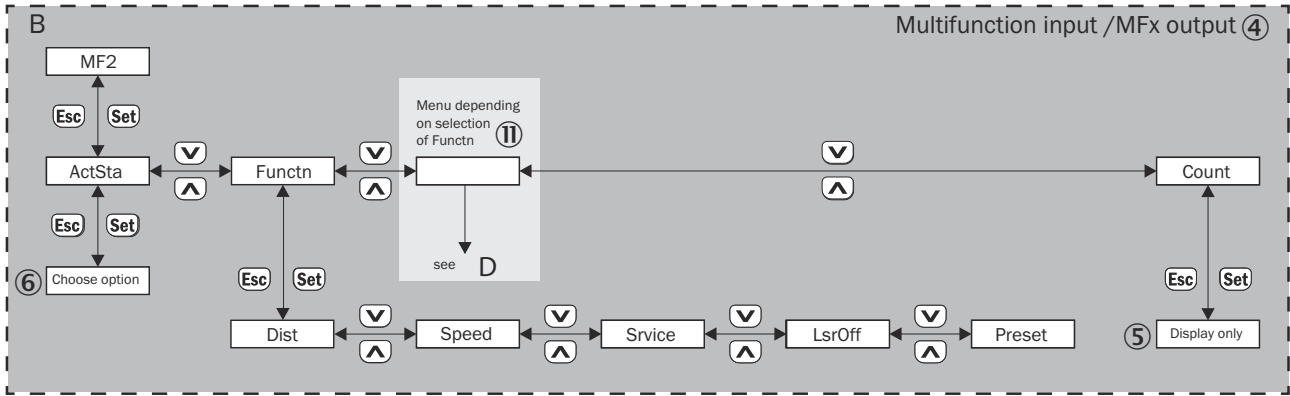 B
Multifunction input /MFx output ④
MF2
Esc Set
Menu depending
on selection
of Functn ⑪
ActSta
Functn
Count
Esc Set
see D
⑥ Choose option
Esc Set
Esc Set
Dist
Speed
Srvice
LsrOff
Preset
⑤ Display only